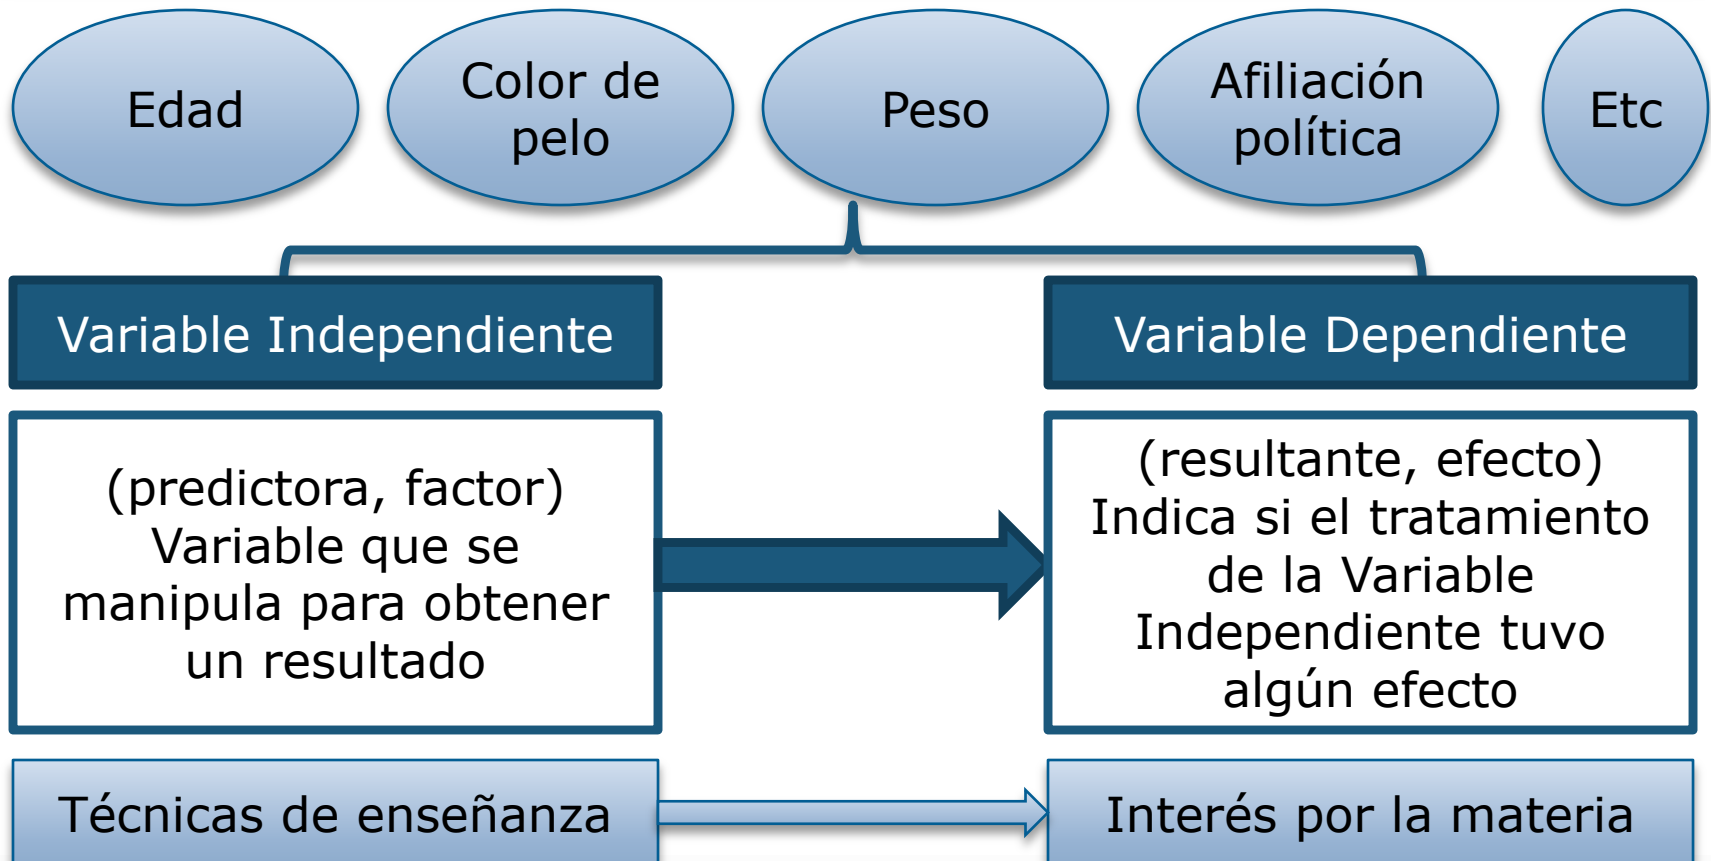 Edad
Color de
pelo
Peso
Afiliación
política
Etc
Variable Independiente
Variable Dependiente
(predictora, factor)
Variable que se
manipula para obtener
un resultado
(resultante, efecto)
Indica si el tratamiento
de la Variable
Independiente tuvo
algún efecto
Técnicas de enseñanza
Interés por la materia